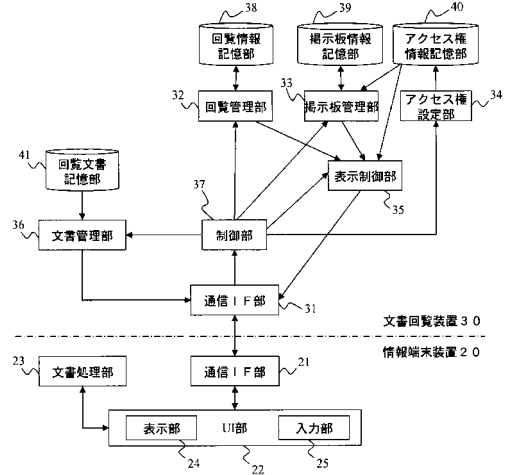 38
39
40
回覧情報
記憶部
掲示板情報
記憶部
アクセス権
情報記憶部
32
33
34
回覧管理部
掲示板管理部
アクセス権
設定部
41
回覧文書
記憶部
37
表示制御部
35
36
文書管理部
制御部
通信IF部
31
文書回覧装置30
情報端末装置20
23
文書処理部
通信IF部
21
表示部
UI部
入力部
24
22
25